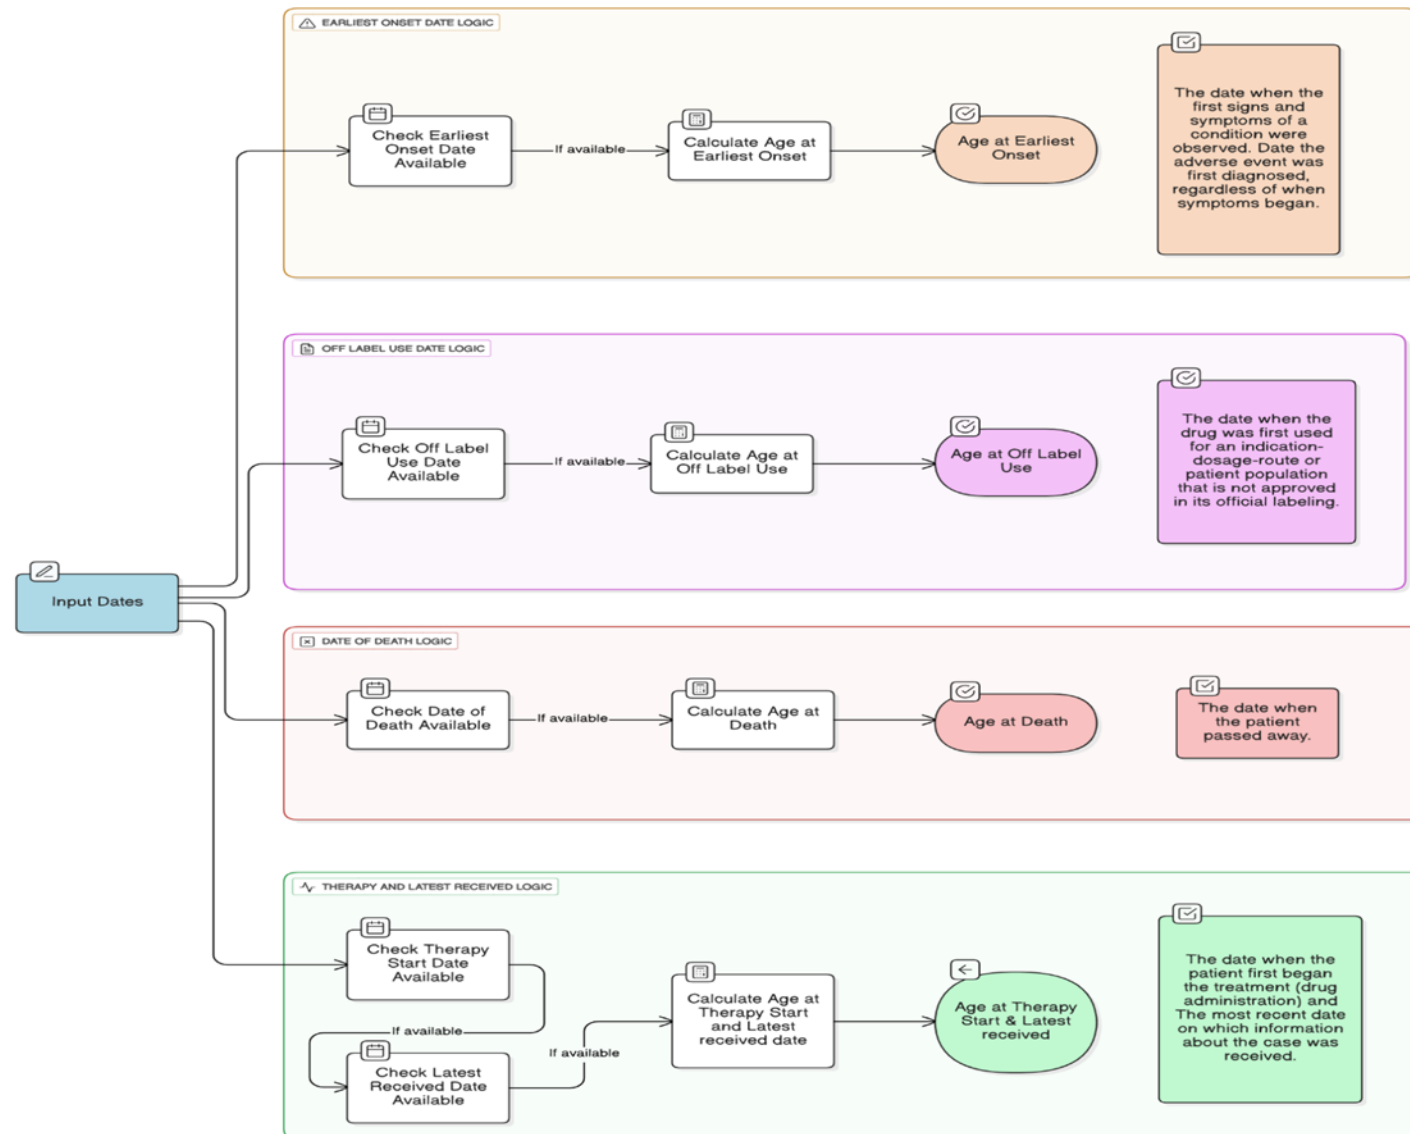 EARLIEST ONSET DATE LOGIC
Check Earliest
Onset Date
Available
If available
Calculate Age at
Earliest Onset
Age at Earliest
Onset
The date when the
first signs and
symptoms of a
condition were
observed. Date the
adverse event was
first diagnosed,
regardless of when
symptoms began.
OFF LABEL USE DATE LOGIC
Check Off Label
Use Date
Available
If available
Calculate Age at
Off Label Use
Age at Off Label
Use
The date when the
drug was first used
for an indication-
dosage-route or
patient population
that is not approved
in its official labeling.
Input Dates
DATE OF DEATH LOGIC
Check Date of
Death Available
If available
Calculate Age at
Death
Age at Death
The date when
the patient
passed away.
THERAPY AND LATEST RECEIVED LOGIC
Check Therapy
Start Date
Available
If available
Check Latest
Received Date
Available
If available
Calculate Age at
Therapy Start
and Latest
received date
Age at Therapy
Start & Latest
received
The date when the
patient first began
the treatment (drug
administration) and
The most recent date
on which information
about the case was
received.